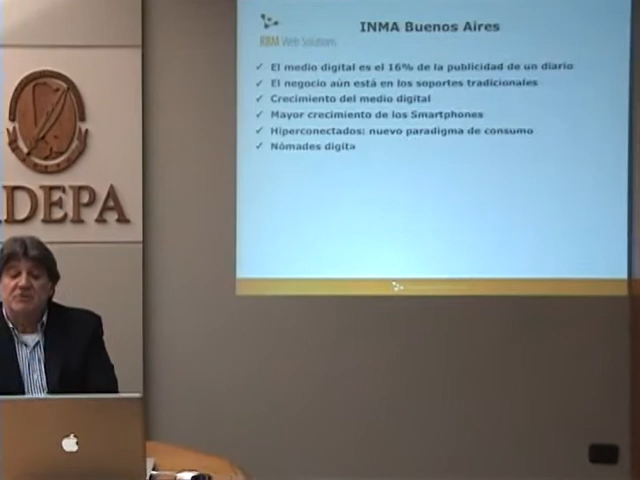 INMA Buenos Aires
RBM Web Solutions
✓ El medio digital es el 16% de la publicidad de un diario
✓ El negocio aún está en los soportes tradicionales
✓ Crecimiento del medio digital
✓ Mayor crecimiento de los Smartphones
✓ Hiperconectados: nuevo paradigma de consumo
✓ Nómades digita
ADEPA